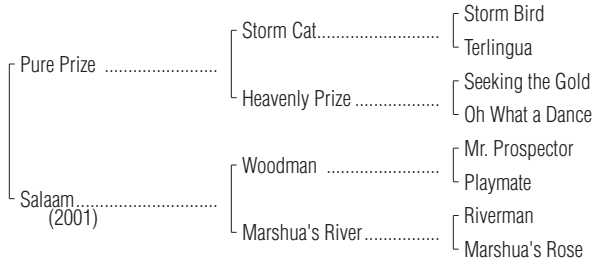 Storm Bird
Storm Cat
Terlingua
Pure Prize
Seeking the Gold
Heavenly Prize
Oh What a Dance
Mr. Prospector
Woodman
Playmate
Salaam
(2001)
Riverman
Marshua's River
Marshua's Rose